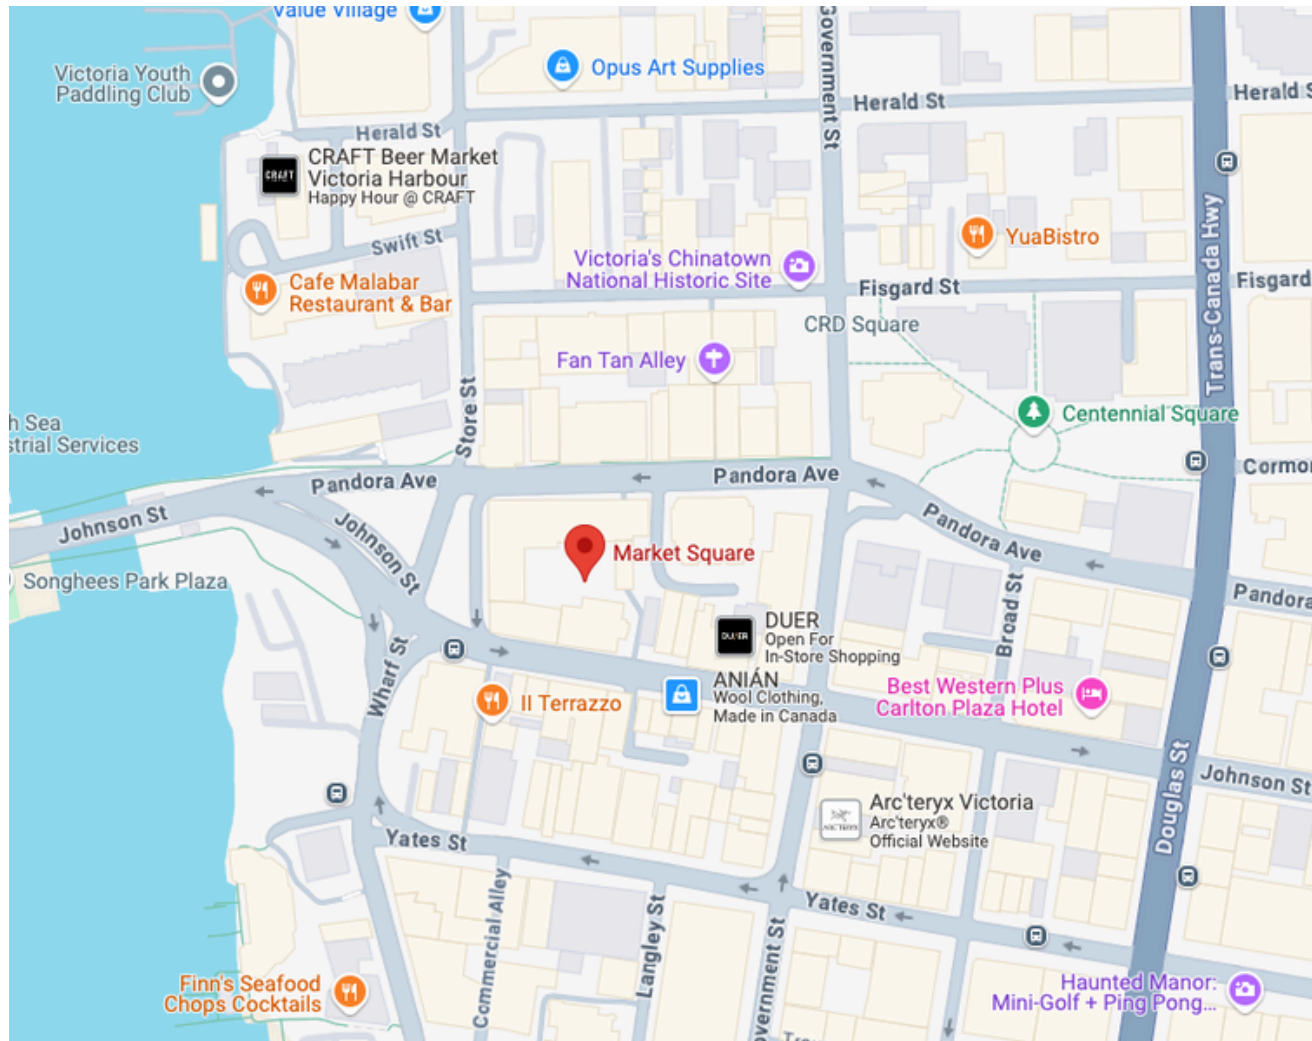 Value Village
Opus Art Supplies
Government St
Victoria Youth
Paddling Club
Herald St
Herald
Herald St
CRAFT
CRAFT Beer Market
Victoria Harbour
Happy Hour @ CRAFT
Swift St
Victoria's Chinatown
National Historic Site
YuaBistro
Trans-Canada Hwy
Cafe Malabar
Restaurant & Bar
Fisgard St
Fisgard
CRD Square
Fan Tan Alley
Store St
Centennial Square
h Sea
strial Services
Pandora Ave
Pandora Ave
Cormo
Johnson St
Johnson St
Pandora Ave
Market Square
Songhees Park Plaza
Broad St
Pandora
DUER
DUER
Open For
In-Store Shopping
Wharf St
Il Terrazzo
ANIÁN
Wool Clothing,
Made in Canada
Best Western Plus
Carlton Plaza Hotel
Johnson St
Douglas St
ARC'TERYX
Arc'teryx Victoria
Arc'teryx®
Official Website
Yates St
Yates St
Commercial Alley
Langley St
Government St
Finn's Seafood
Chops Cocktails
Haunted Manor:
Mini-Golf + Ping Pong...